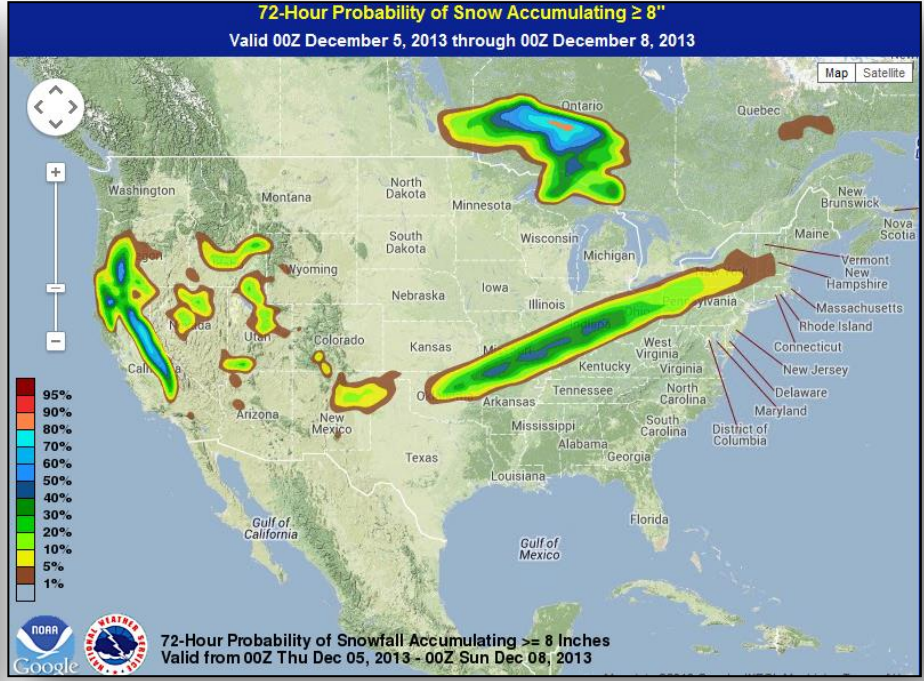 72-Hour Probability of Snow Accumulating ≥ 8"
Valid 00Z December 5, 2013 through 00Z December 8, 2013
Map Satellite
Ontario
Quebec
Washington
Montana
North Dakota
Minnesota
New Brunswick
Nova Scotia
Maine
South Dakota
Wisconsin
Michigan
Vermont
New Hampshire
Wyoming
Iowa
Nebraska
Illinois
Indiana
Ohio
Pennsylvania
New York
Massachusetts
Rhode Island
Connecticut
New Jersey
Delaware
Maryland
District of Columbia
Nevada
Utah
Colorado
Kansas
West Virginia
Virginia
Kentucky
California
Arizona
New Mexico
Oklahoma
Arkansas
Tennessee
North Carolina
South Carolina
Mississippi
Alabama
Georgia
Texas
Louisiana
Florida
Gulf of California
Gulf of Mexico
95%
90%
80%
70%
60%
50%
40%
30%
20%
10%
5%
1%
NOAA
Google
NATIONAL WEATHER SERVICE
72-Hour Probability of Snowfall Accumulating >= 8 Inches
Valid from 00Z Thu Dec 05, 2013 - 00Z Sun Dec 08, 2013